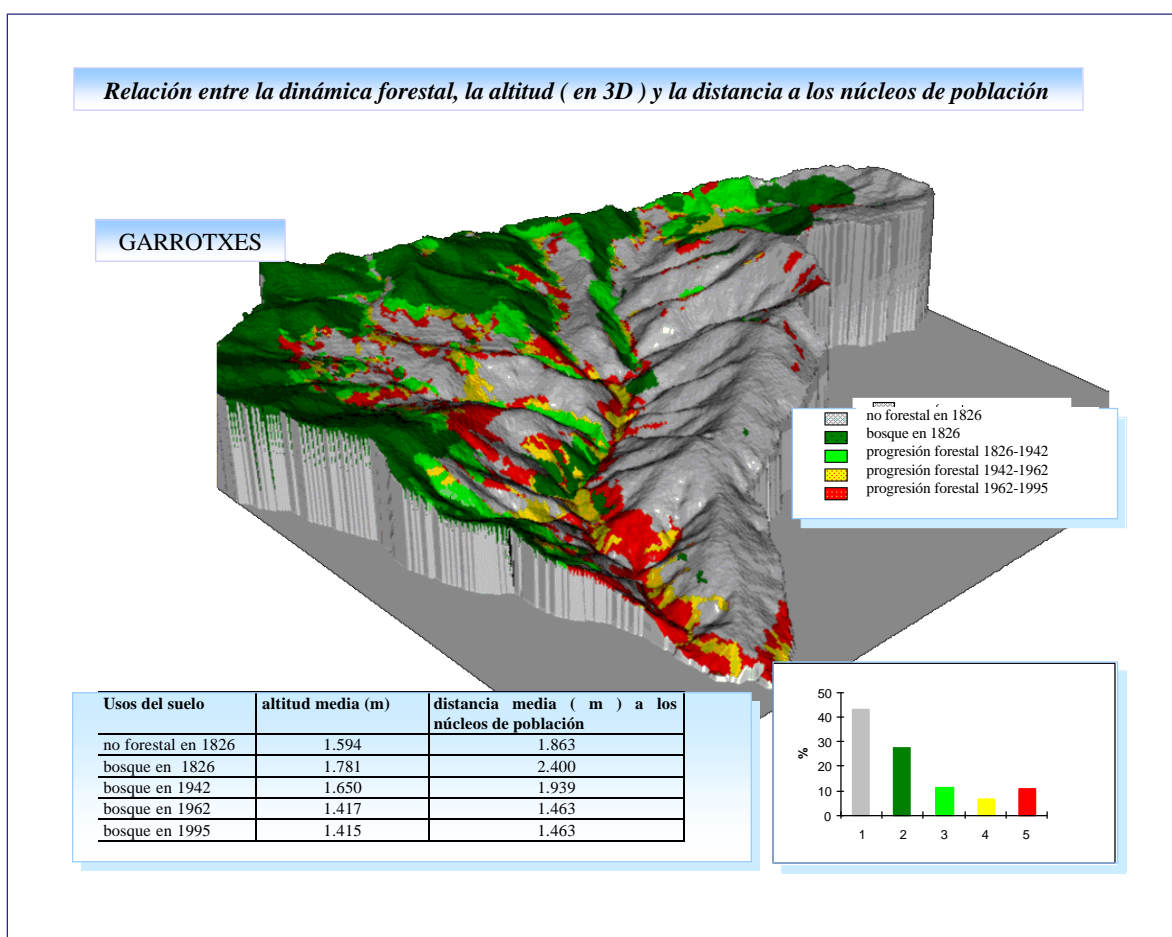 Relación entre la dinámica forestal, la altitud ( en 3D ) y la distancia a los núcleos de población
GARROTXES
no forestal en 1826
bosque en 1826
progresión forestal 1826-1942
progresión forestal 1942-1962
progresión forestal 1962-1995
Usos del suelo altitud media (m) distancia media ( m ) a los
núcleos de población
no forestal en 1826 1.594 1.863
bosque en 1826 1.781 2.400
bosque en 1942 1.650 1.939
bosque en 1962 1.417 1.463
bosque en 1995 1.415 1.463
50
40
30
20
10
0
%
1 2 3 4 5